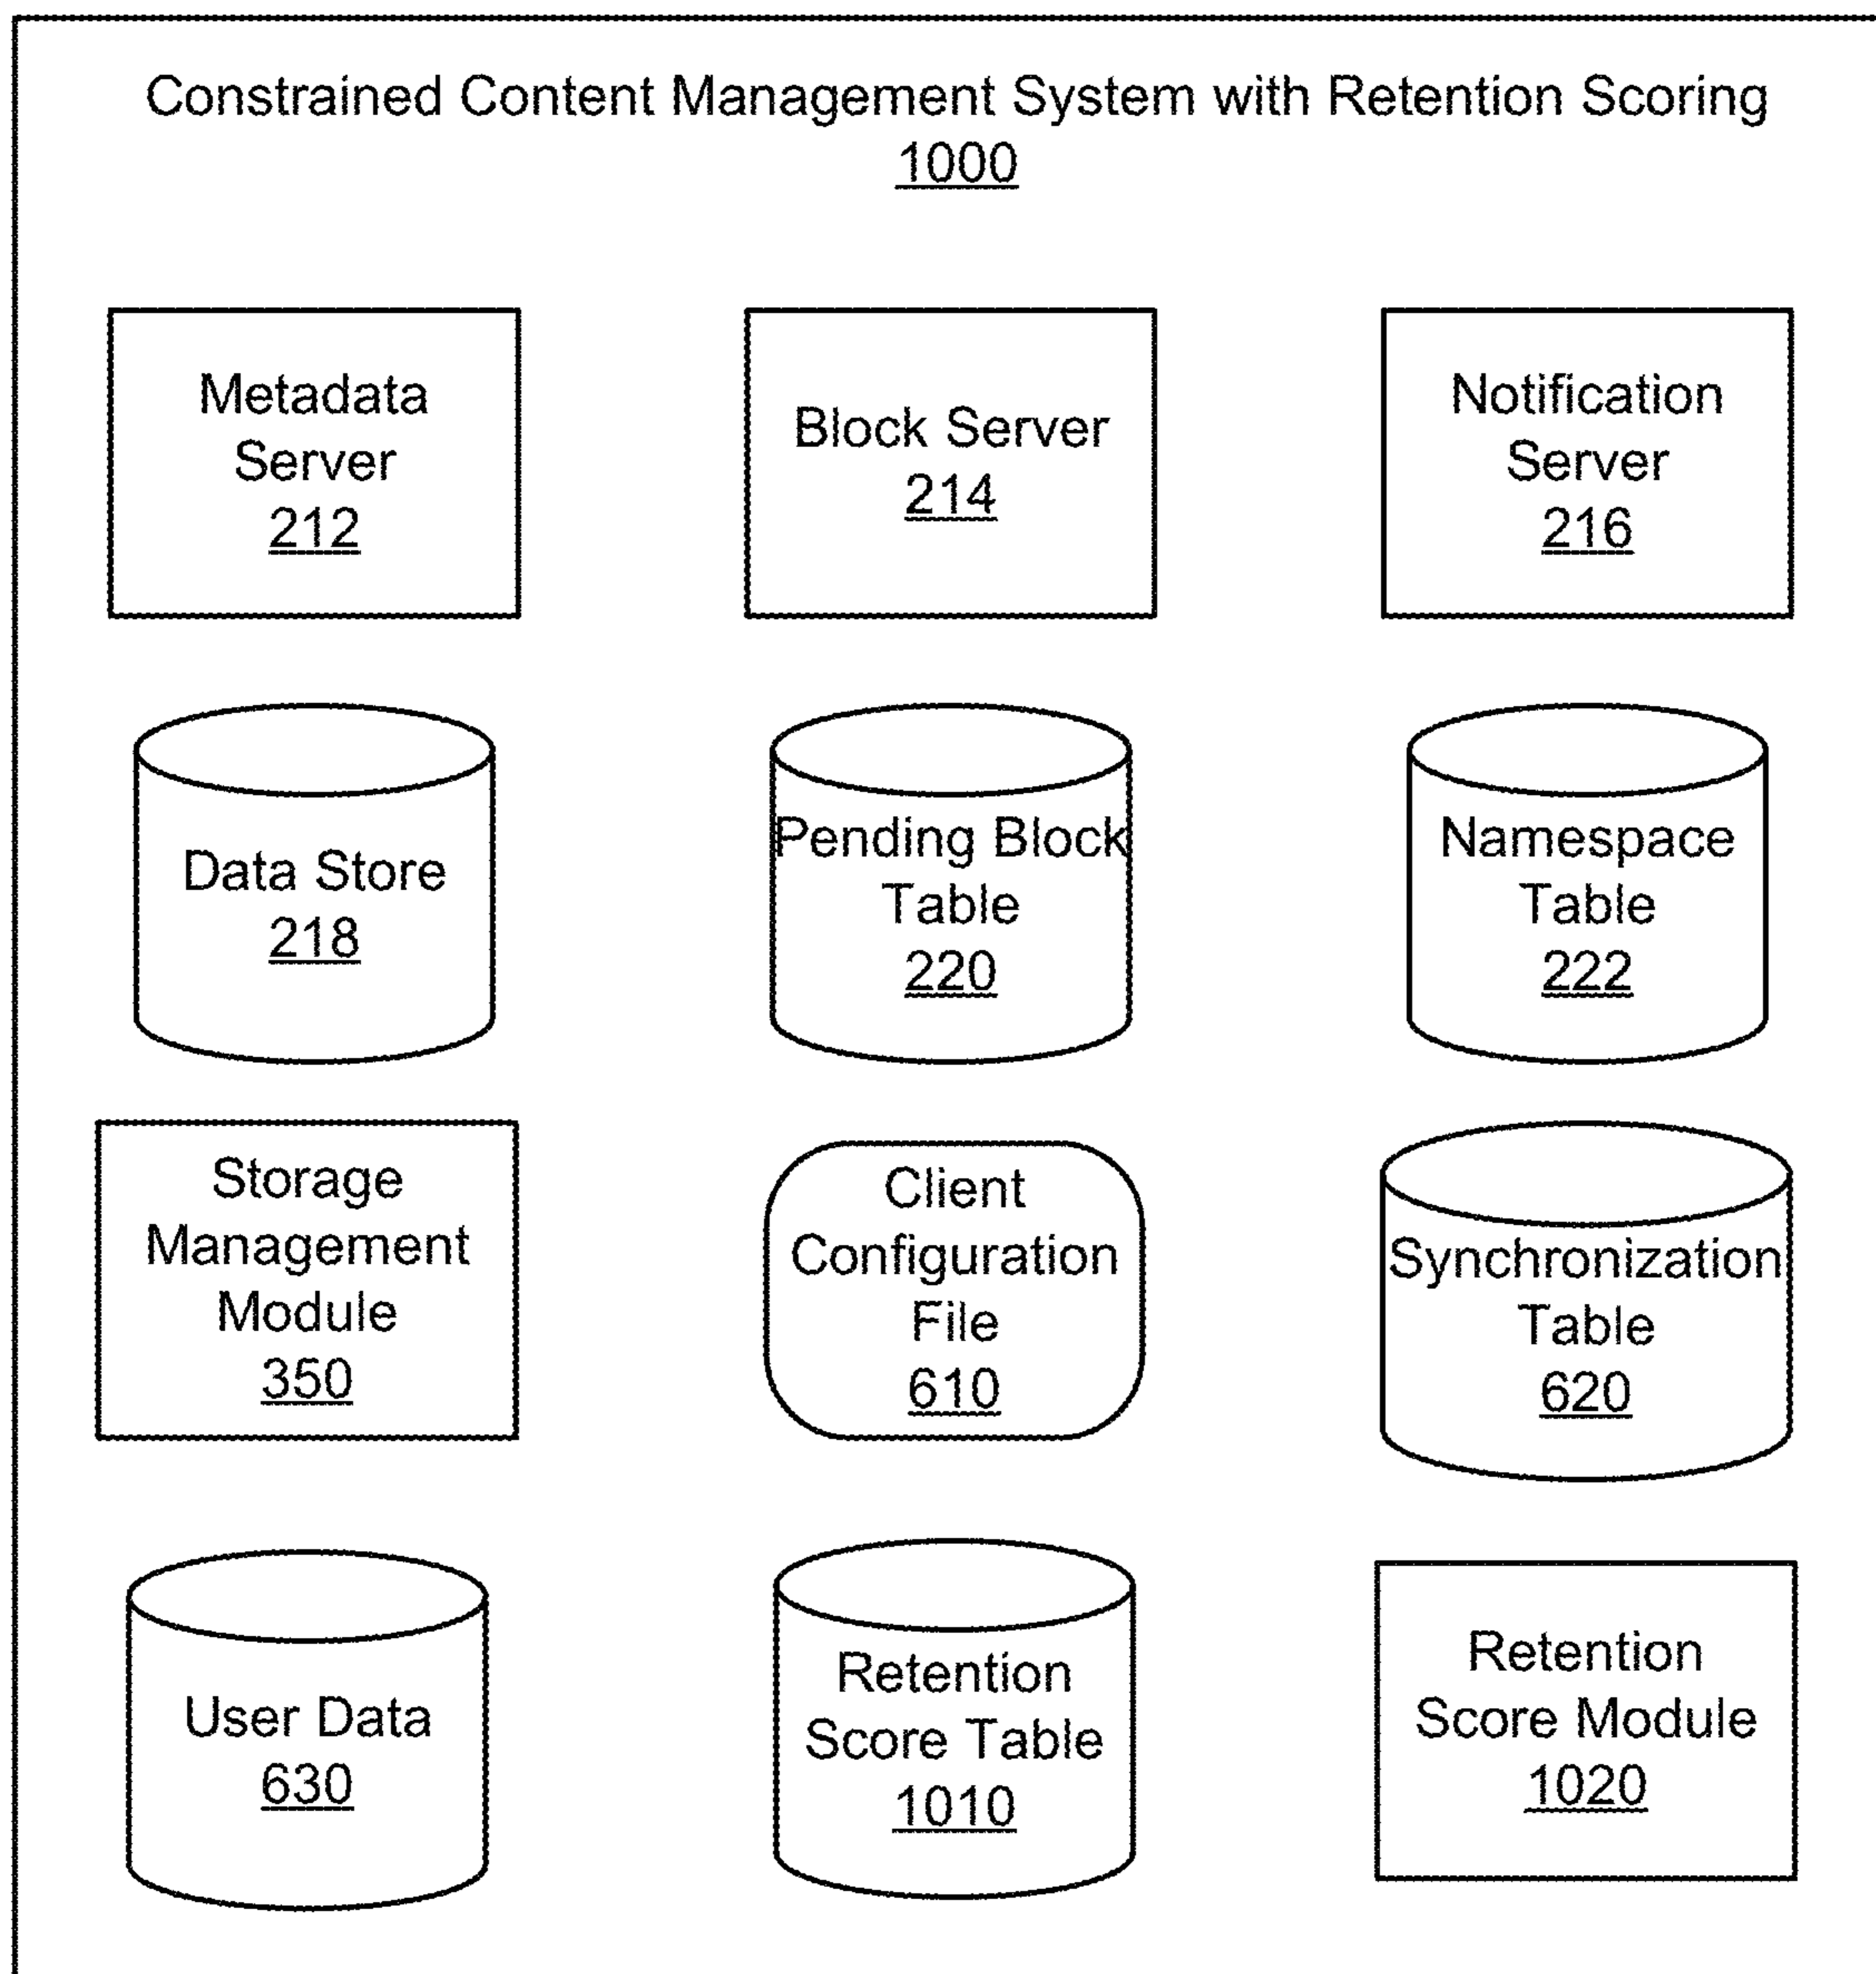 Constrained Content Management System with Retention Scoring
1000
Metadata
Server
212
Block Server
214
Notification
Server
216
Data Store
218
Pending Block
Table
220
Namespace
Table
222
Storage
Management
Module
350
Client
Configuration
File
610
Synchronization
Table
620
User Data
630
Retention
Score Table
1010
Retention
Score Module
1020